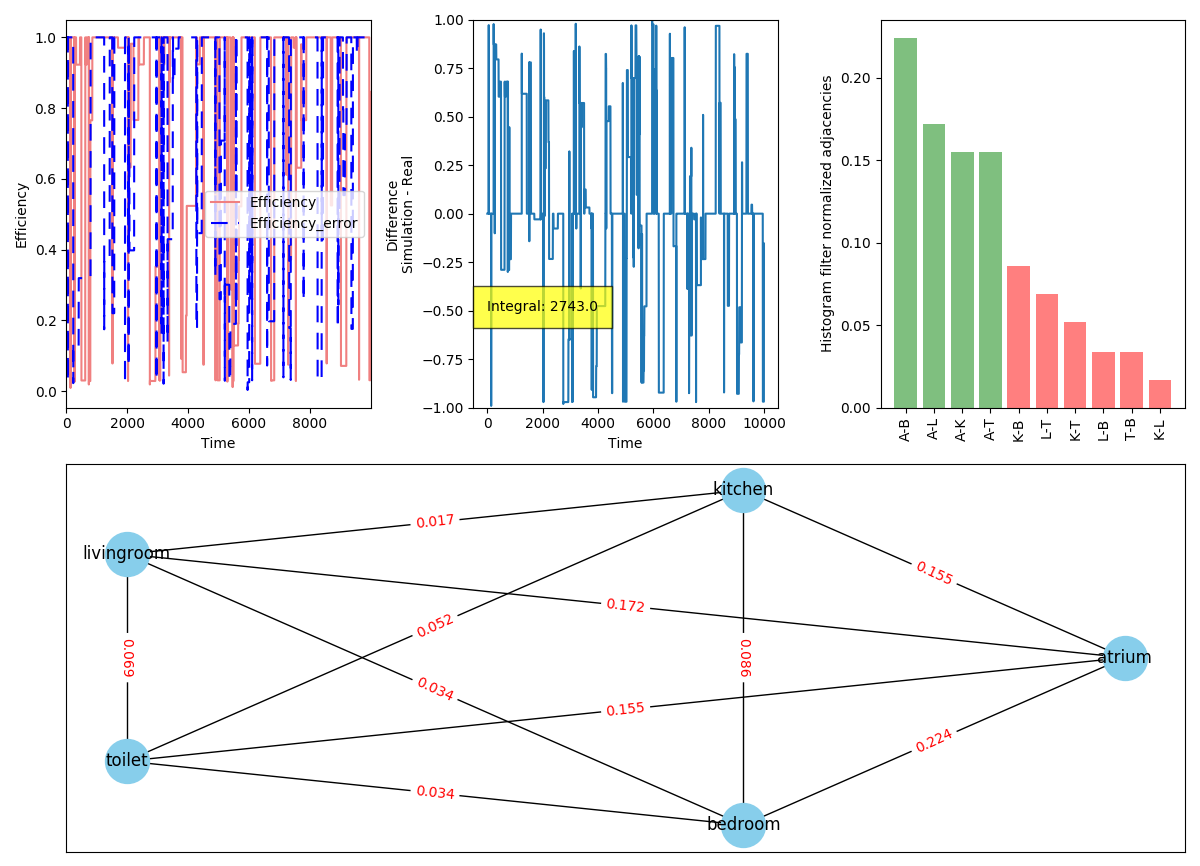 Efficiency
1.0
0.8
0.6
0.4
0.2
0.0
0
2000
4000
6000
8000
Time
Efficiency
Efficiency_error
Difference
Simulation - Real
1.00
0.75
0.50
0.25
0.00
−0.25
−0.50
−0.75
−1.00
Integral: 2743.0
0
2000
4000
6000
8000
10000
Time
Histogram filter normalized adjacencies
0.20
0.15
0.10
0.05
0.00
A-B
A-L
A-K
A-T
K-B
L-T
K-T
L-B
T-B
K-L
kitchen
livingroom
atrium
toilet
bedroom
0.017
0.155
0.172
0.052
0.069
0.086
0.034
0.155
0.224
0.034